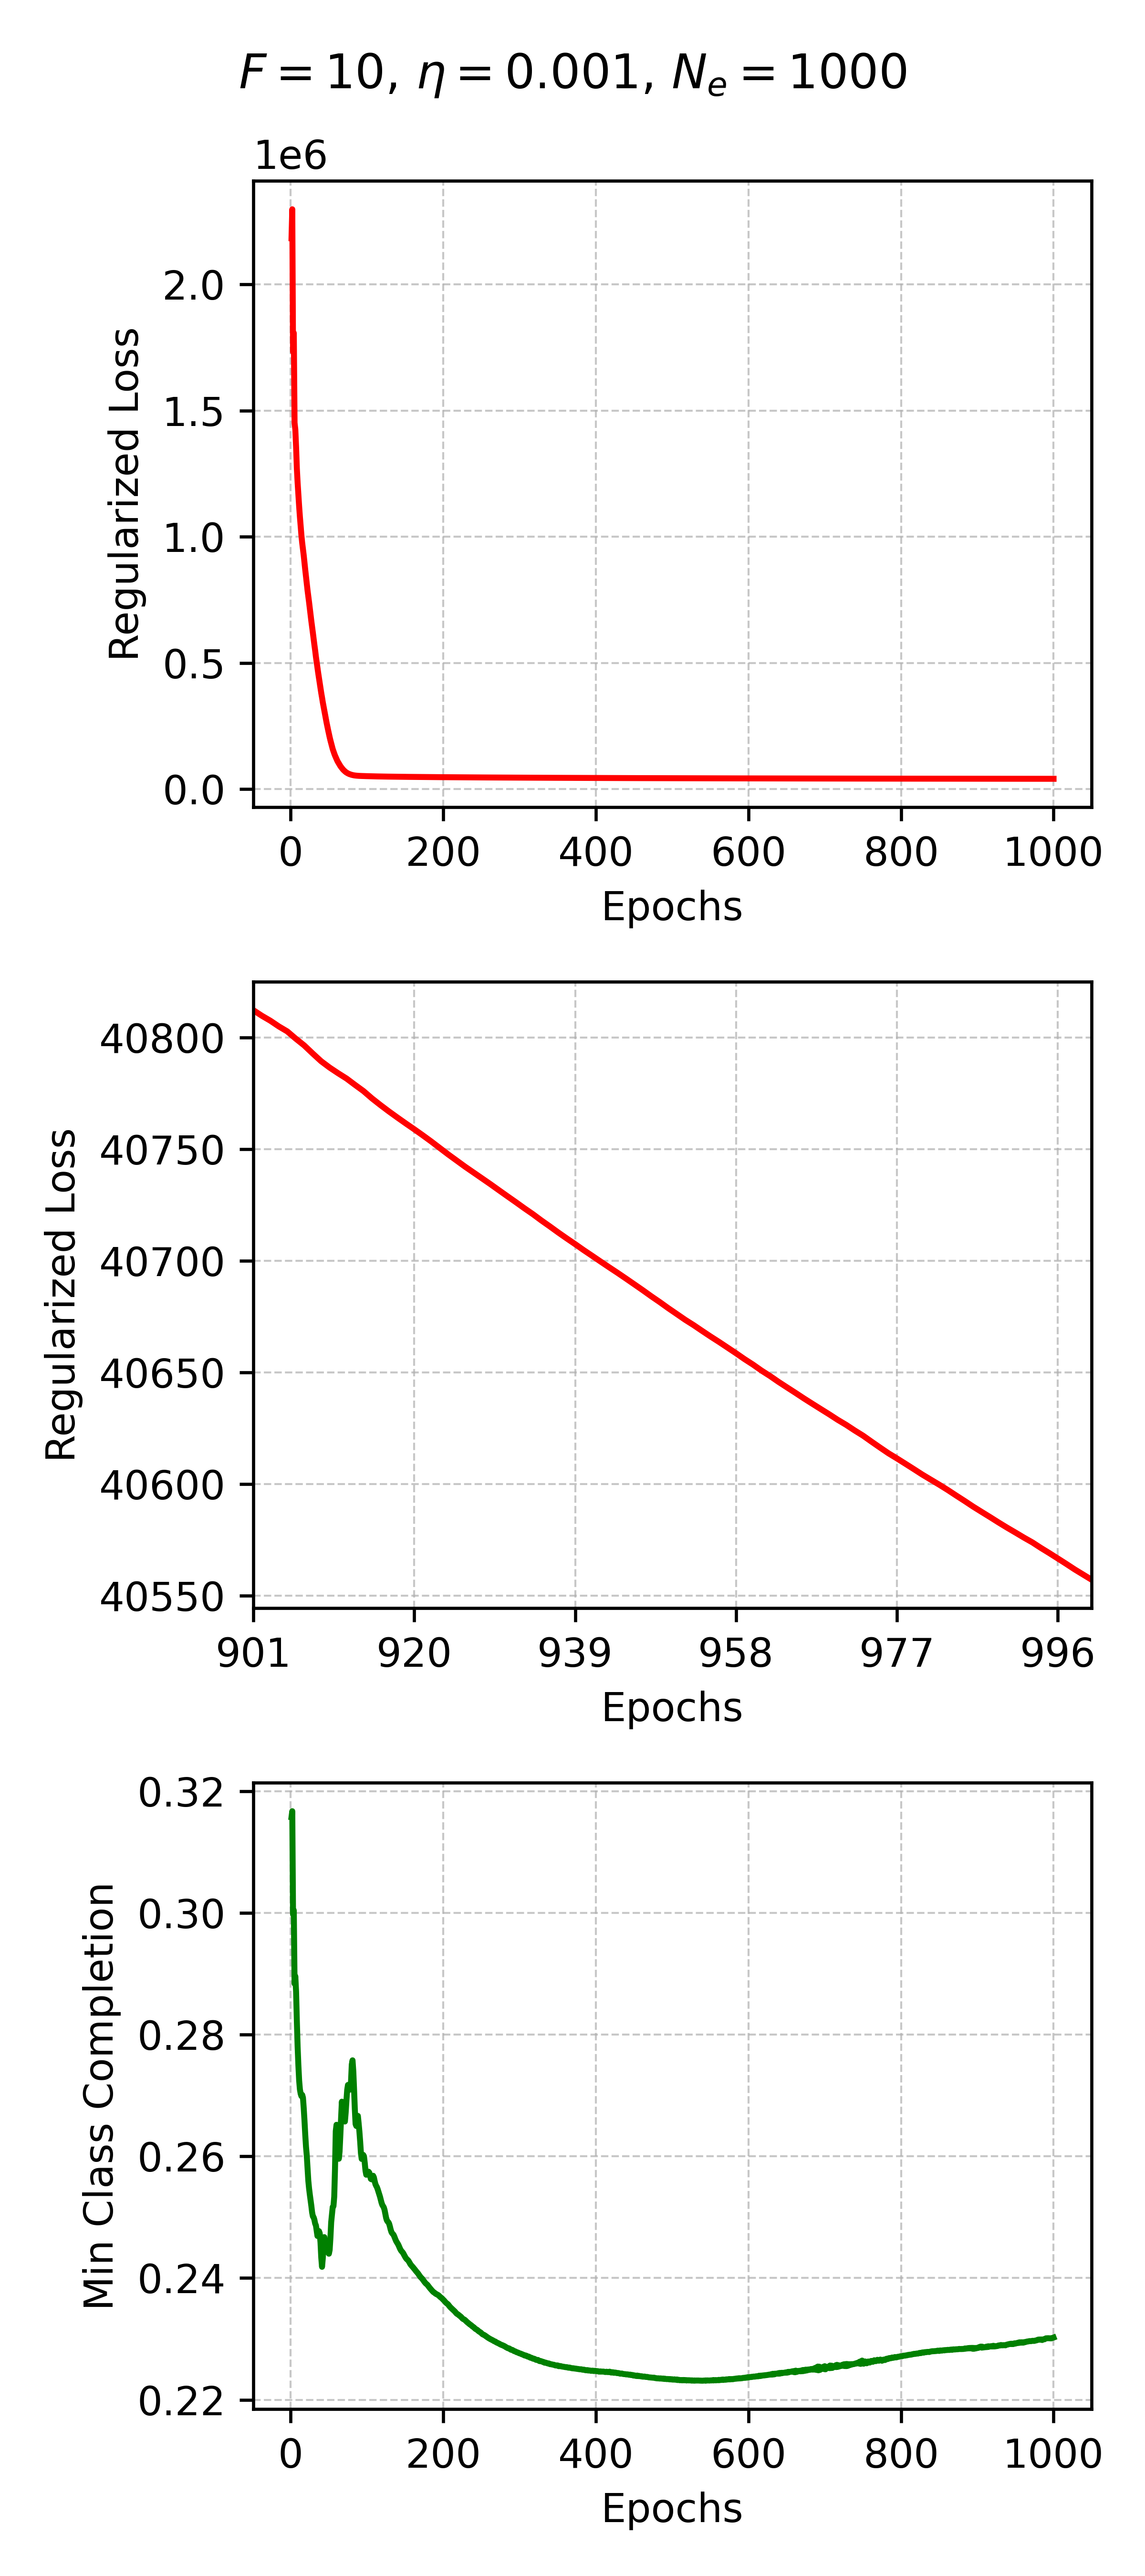 F = 10, η = 0.001, Nₑ = 1000
1e6
Regularized Loss
2.0
1.5
1.0
0.5
0.0
0 200 400 600 800 1000
Epochs
Regularized Loss
40800
40750
40700
40650
40600
40550
901 920 939 958 977 996
Epochs
Min Class Completion
0.32
0.30
0.28
0.26
0.24
0.22
0 200 400 600 800 1000
Epochs